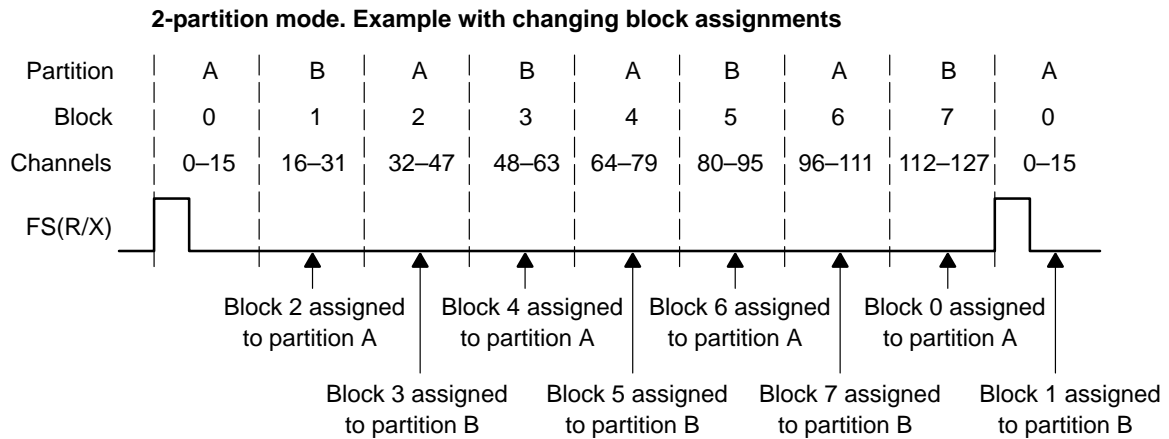 2-partition mode. Example with changing block assignments
Partition A B A B A B A B A
Block 0 1 2 3 4 5 6 7 0
Channels 0–15 16–31 32–47 48–63 64–79 80–95 96–111 112–127 0–15
FS(R/X)
Block 2 assigned to partition A
Block 4 assigned to partition A
Block 6 assigned to partition A
Block 0 assigned to partition A
Block 3 assigned to partition B
Block 5 assigned to partition B
Block 7 assigned to partition B
Block 1 assigned to partition B